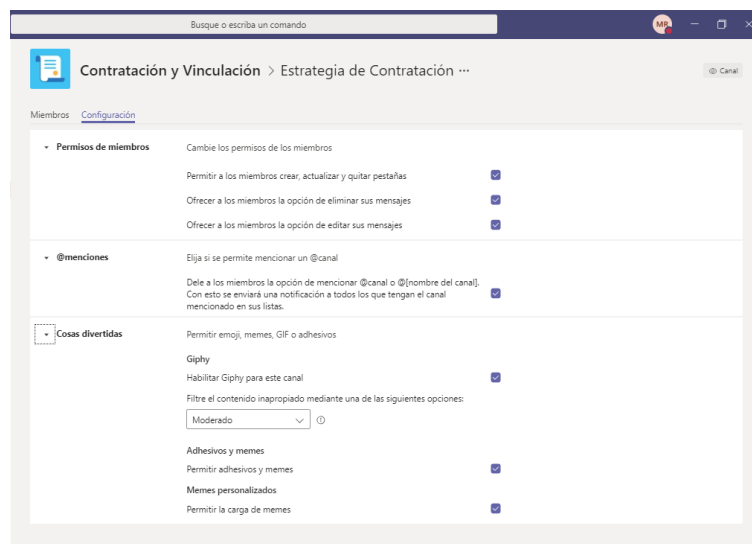 Busque o escriba un comando
MR
Contratación y Vinculación > Estrategia de Contratación ···
Canal
Miembros Configuración
Permisos de miembros Cambie los permisos de los miembros
Permitir a los miembros crear, actualizar y quitar pestañas
Ofrecer a los miembros la opción de eliminar sus mensajes
Ofrecer a los miembros la opción de editar sus mensajes
@menciones Elija si se permite mencionar un @canal
Dele a los miembros la opción de mencionar @canal o @[nombre del canal].
Con esto se enviará una notificación a todos los que tengan el canal
mencionado en sus listas.
Cosas divertidas Permitir emoji, memes, GIF o adhesivos
Giphy
Habilitar Giphy para este canal
Filtre el contenido inapropiado mediante una de las siguientes opciones:
Moderado
Adhesivos y memes
Permitir adhesivos y memes
Memes personalizados
Permitir la carga de memes